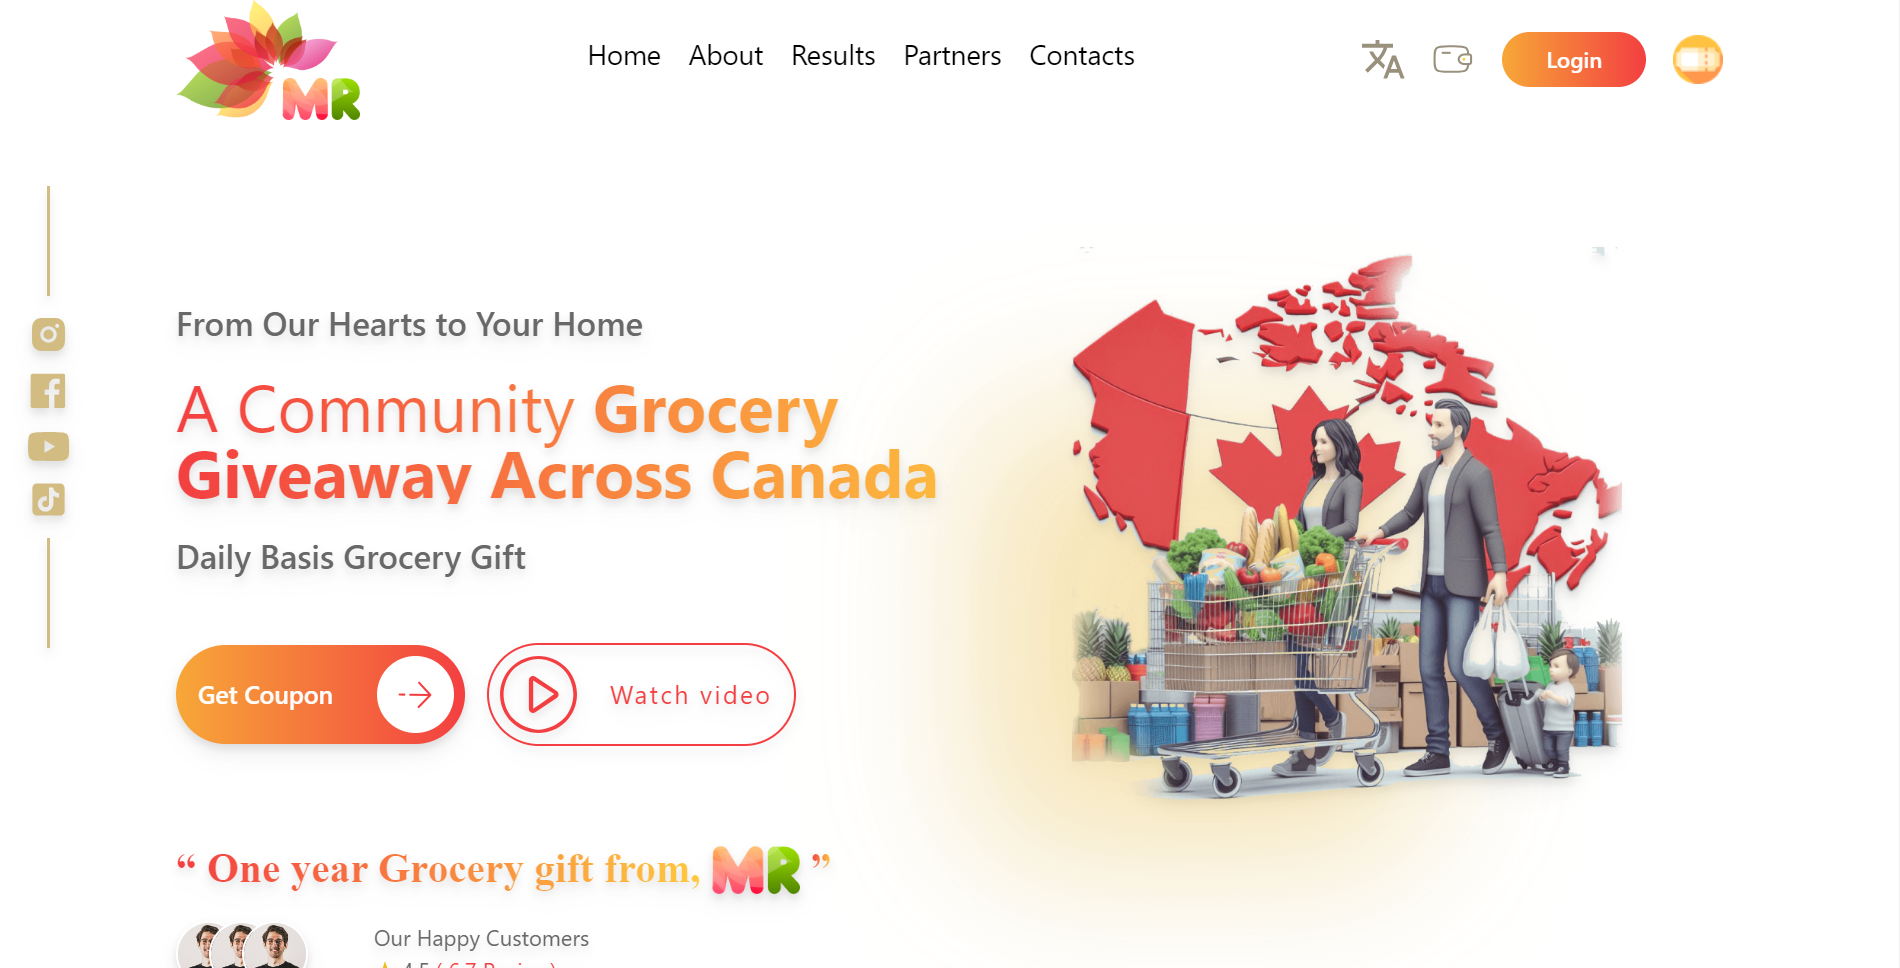 MR
Home About Results Partners Contacts
Login
From Our Hearts to Your Home
A Community Grocery
Giveaway Across Canada
Daily Basis Grocery Gift
Get Coupon
Watch video
“ One year Grocery gift from, MR ”
Our Happy Customers